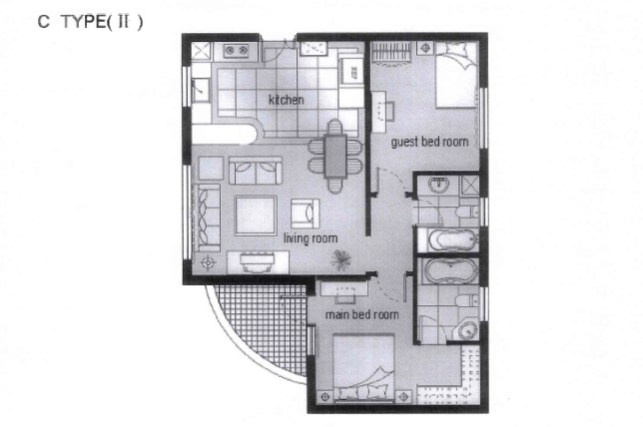 C TYPE( II )
kitchen
guest bed room
living room
main bed room